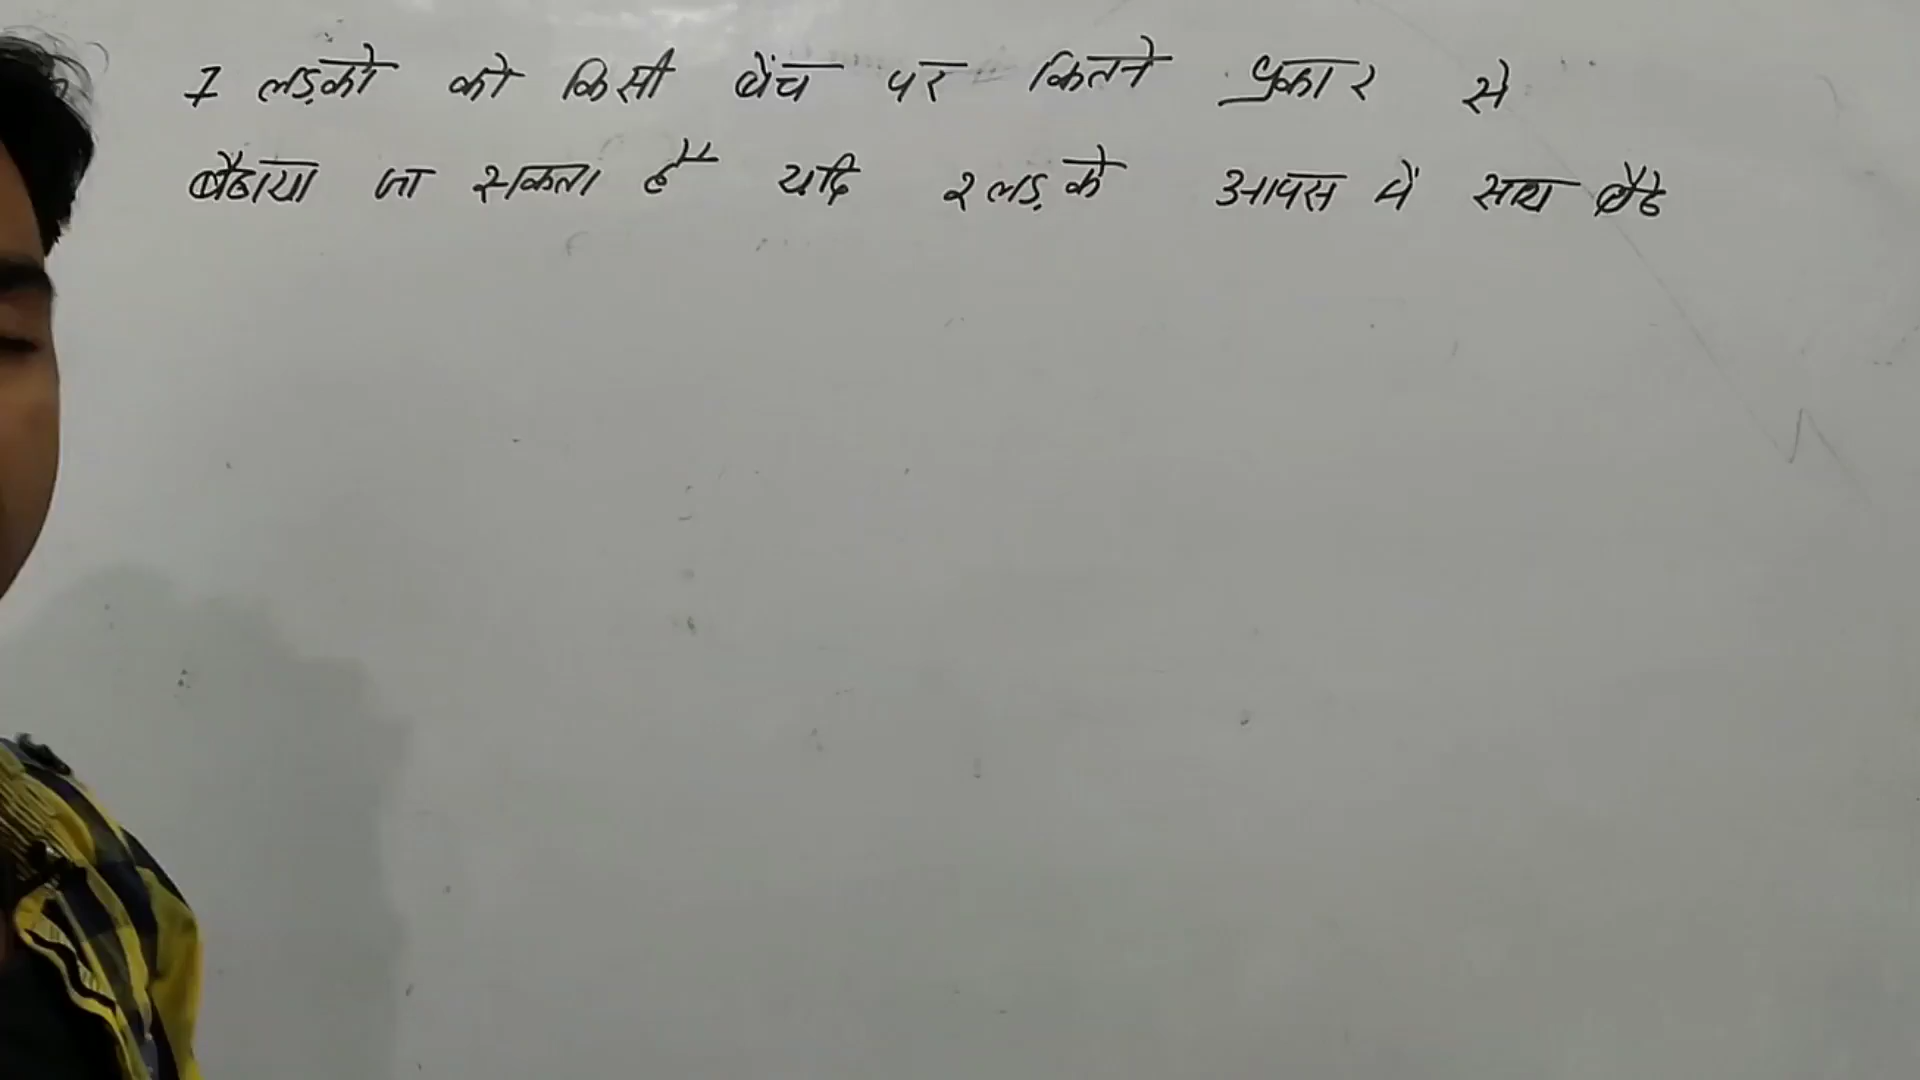 7 लड़को को किसी बेंच पर कितने प्रकार से
बैठाया जा सकता है यदि 2 लड़के आपस में साथ बैठे